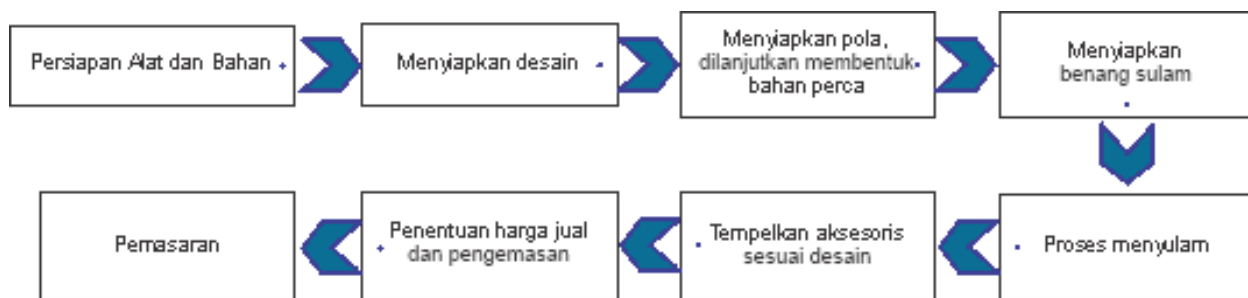 Persiapan Alat dan Bahan
Menyiapkan desain
Menyiapkan pola,
dilanjutkan membentuk
bahan perca
Menyiapkan
benang sulam
Proses menyulam
Tempelkan aksesoris
sesuai desain
Penentuan harga jual
dan pengemasan
Pemasaran